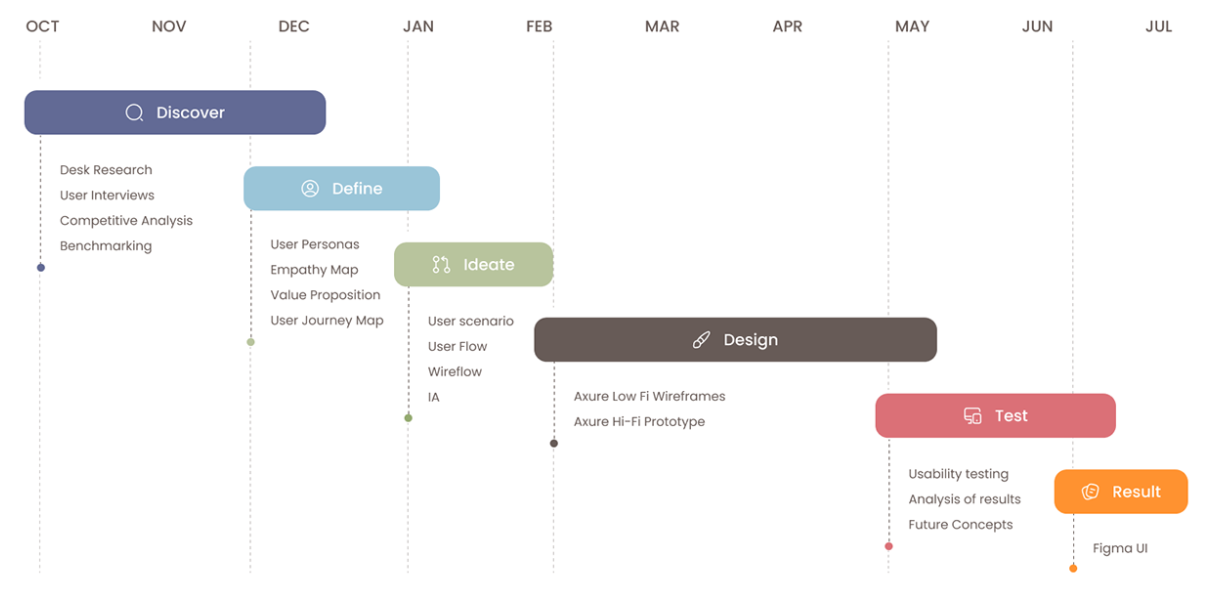 OCT NOV DEC JAN FEB MAR APR MAY JUN JUL
Discover
Desk Research
User Interviews
Competitive Analysis
Benchmarking
Define
User Personas
Empathy Map
Value Proposition
User Journey Map
Ideate
User scenario
User Flow
Wireflow
IA
Design
Axure Low Fi Wireframes
Axure Hi-Fi Prototype
Test
Usability testing
Analysis of results
Future Concepts
Result
Figma UI